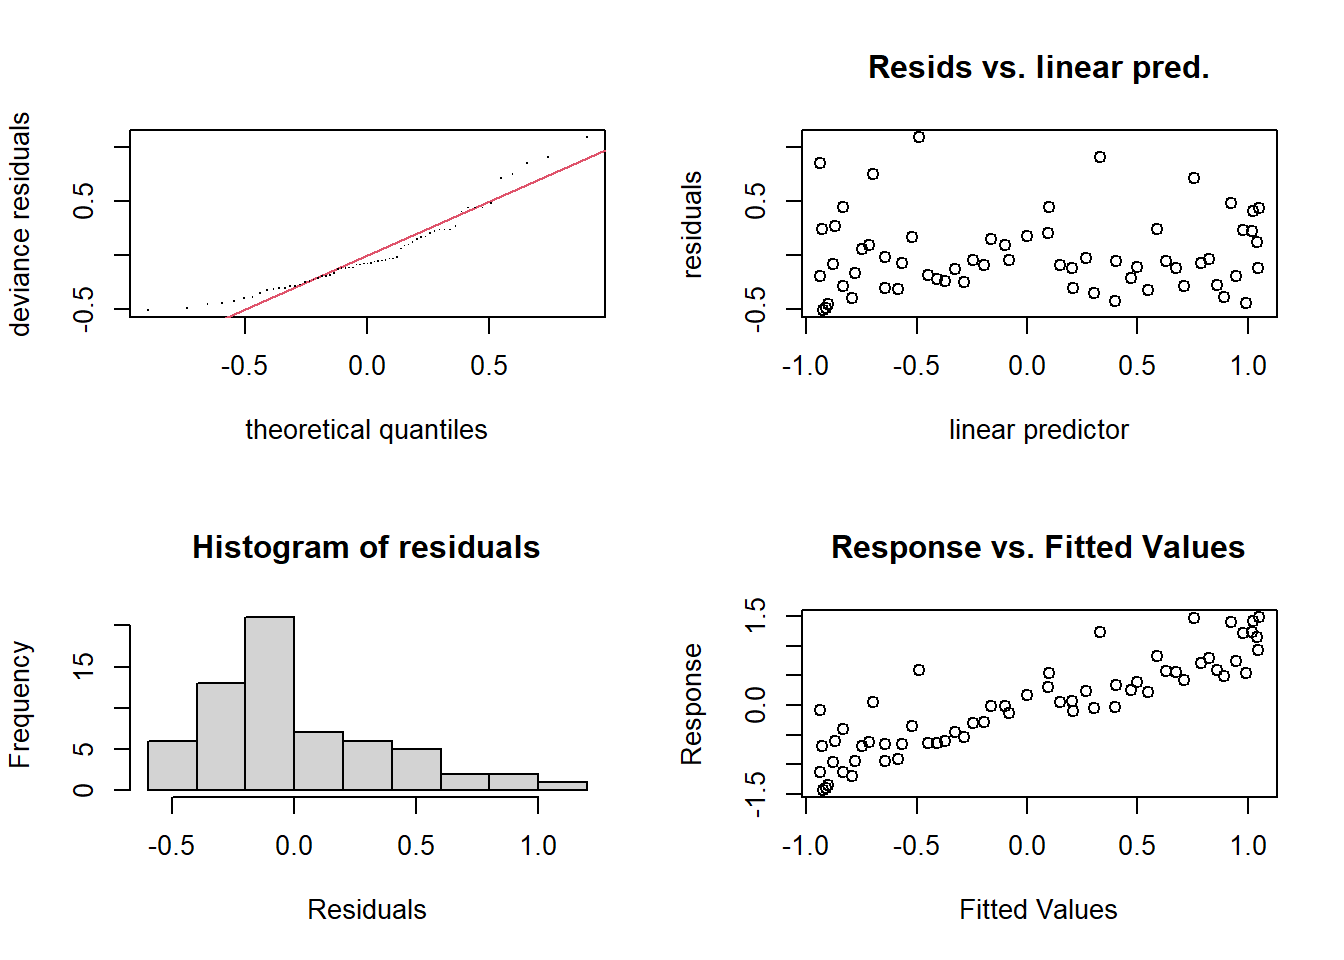 deviance residuals
0.5
-0.5
-0.5 0.0 0.5
theoretical quantiles
Resids vs. linear pred.
residuals
0.5
-0.5
-1.0 -0.5 0.0 0.5 1.0
linear predictor
Histogram of residuals
Frequency
15
5
0
-0.5 0.0 0.5 1.0
Residuals
Response vs. Fitted Values
Response
1.5
0.0
-1.5
-1.0 -0.5 0.0 0.5 1.0
Fitted Values